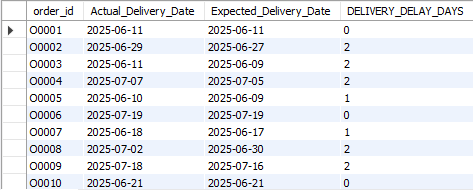 order_id Actual_Delivery_Date Expected_Delivery_Date DELIVERY_DELAY_DAYS
O0001 2025-06-11 2025-06-11 0
O0002 2025-06-29 2025-06-27 2
O0003 2025-06-11 2025-06-09 2
O0004 2025-07-07 2025-07-05 2
O0005 2025-06-10 2025-06-09 1
O0006 2025-07-19 2025-07-19 0
O0007 2025-06-18 2025-06-17 1
O0008 2025-07-02 2025-06-30 2
O0009 2025-07-18 2025-07-16 2
O0010 2025-06-21 2025-06-21 0